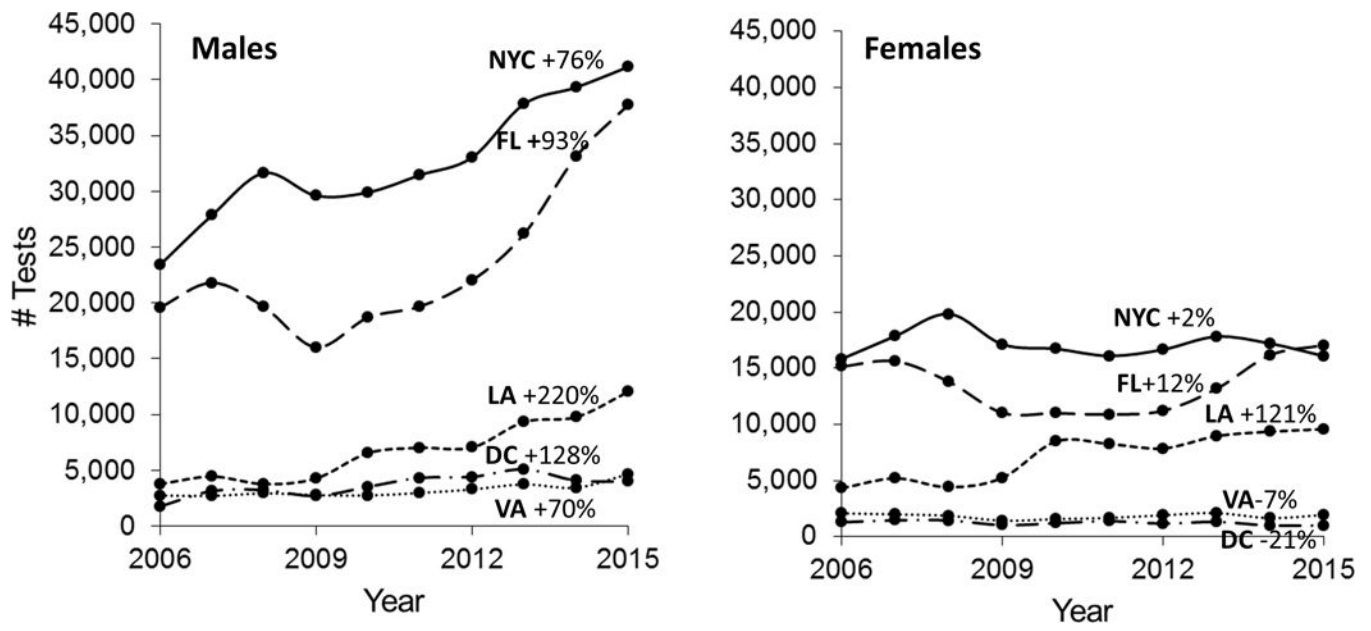 Males
# Tests
45,000
40,000
35,000
30,000
25,000
20,000
15,000
10,000
5,000
0
NYC +76%
FL +93%
LA +220%
DC +128%
VA +70%
2006 2009 2012 2015
Year
Females
45,000
40,000
35,000
30,000
25,000
20,000
15,000
10,000
5,000
0
NYC +2%
FL+12%
LA +121%
VA-7%
DC -21%
2006 2009 2012 2015
Year